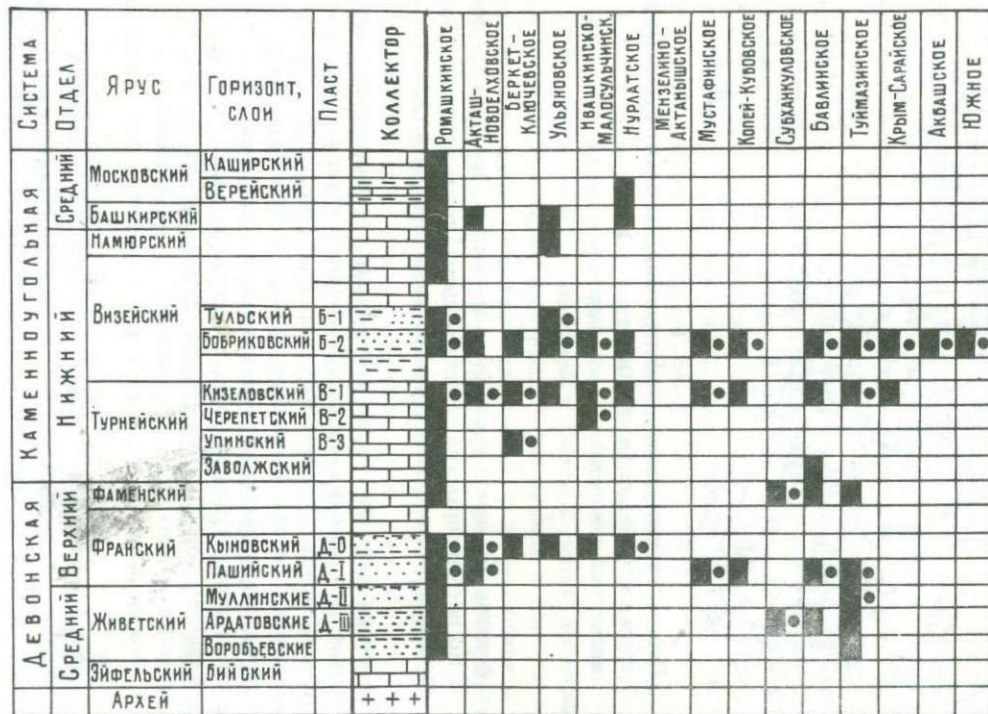 Система
Отдел
Ярус
Горизонт,
слои
Пласт
Коллектор
Ромашкинское
Акташ-
Новоелховское
Беркет-
Ключевское
Ульяновское
Ивашкинско-
Малосульчинск.
Нурлатское
Мензелино-
Актанышское
Мустафинское
Копей-Кубовское
Субханкуловское
Бавлинское
Туймазинское
Крым-Сарайское
Акбашское
Южное
Каменноугольная
Средний
Московский
Каширский
Верейский
Башкирский
Нижний
Намюрский
Визейский
Тульский Б-1
Бобриковский Б-2
Турнейский
Кизеловский В-1
Черепетский В-2
Упинский В-3
Заволжский
Девонская
Верхний
Фаменский
Франский
Кыновский Д-0
Пашийский Д-I
Средний
Живетский
Муллинские Д-II
Ардатовские Д-III
Воробьевские
Эйфельский Бийский
Архей